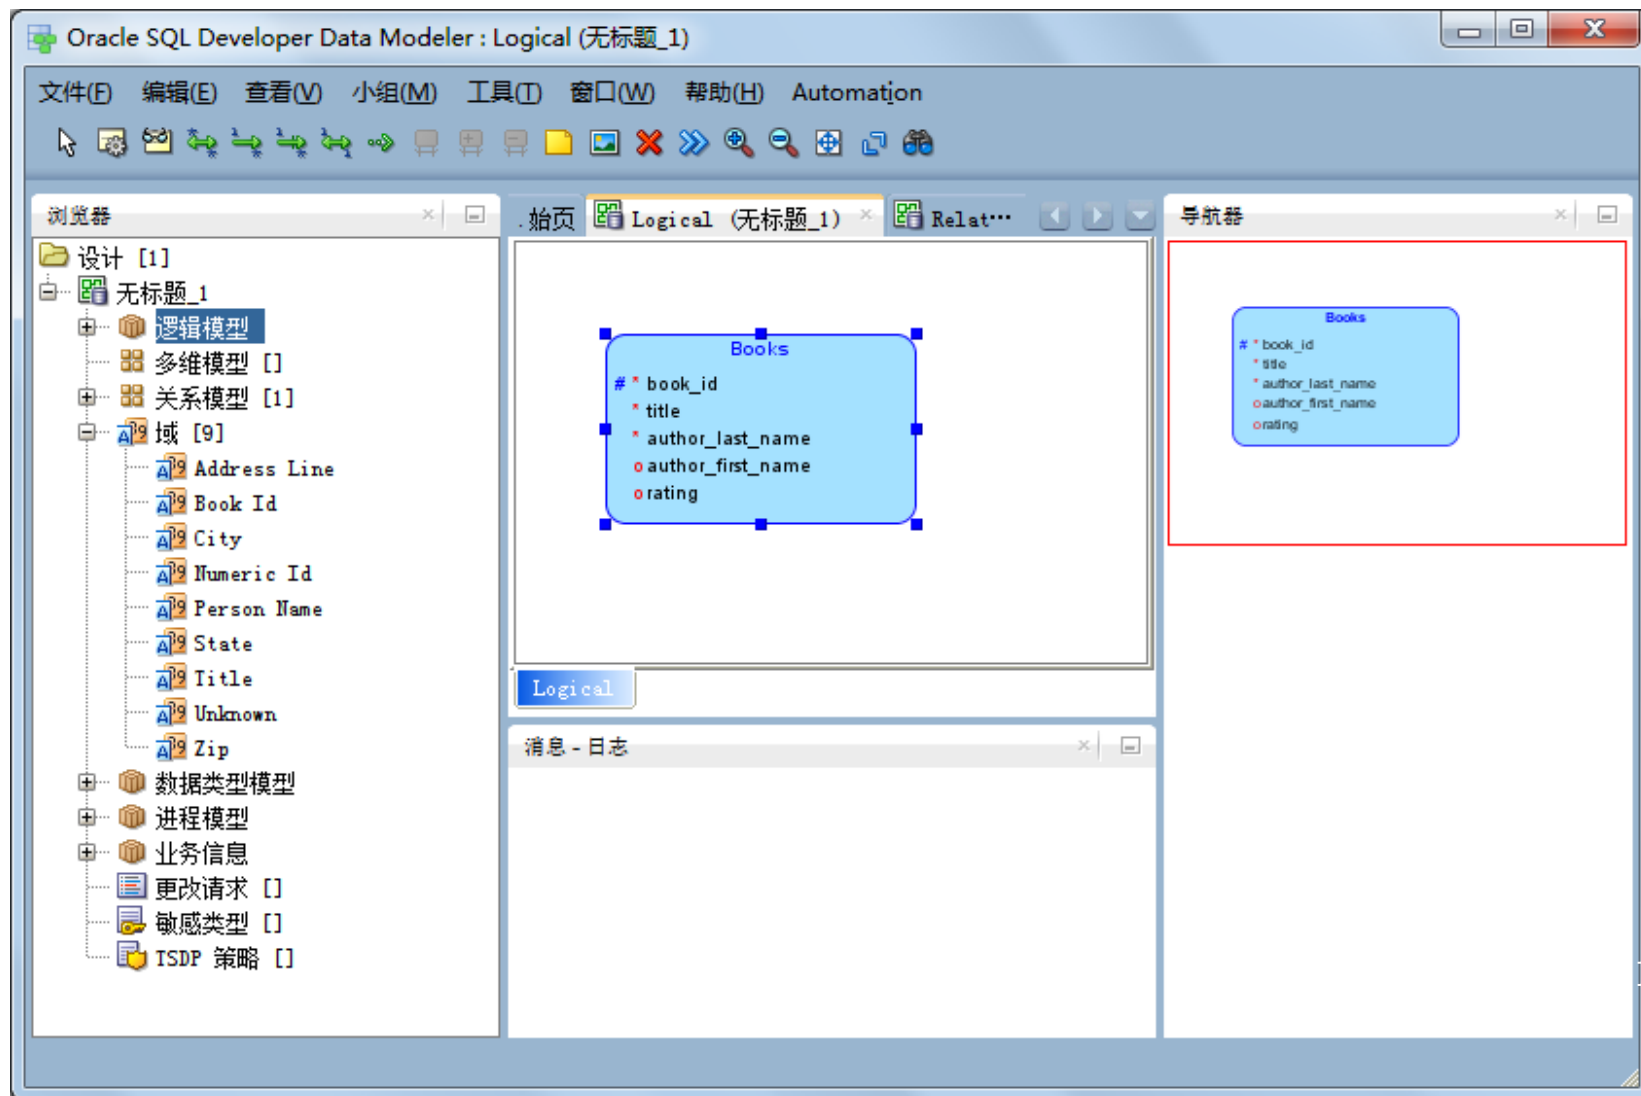 Oracle SQL Developer Data Modeler : Logical (无标题_1)
文件(F) 编辑(E) 查看(V) 小组(M) 工具(T) 窗口(W) 帮助(H) Automation
浏览器
设计 [1]
无标题_1
逻辑模型
多维模型 []
关系模型 [1]
域 [9]
Address Line
Book Id
City
Numeric Id
Person Name
State
Title
Unknown
Zip
数据类型模型
进程模型
业务信息
更改请求 []
敏感类型 []
TSDP 策略 []
.始页 Logical (无标题_1) Relat...
Books
# * book_id
* title
* author_last_name
o author_first_name
o rating
Logical
消息 - 日志
导航器
Books
# * book_id
* title
* author_last_name
o author_first_name
o rating